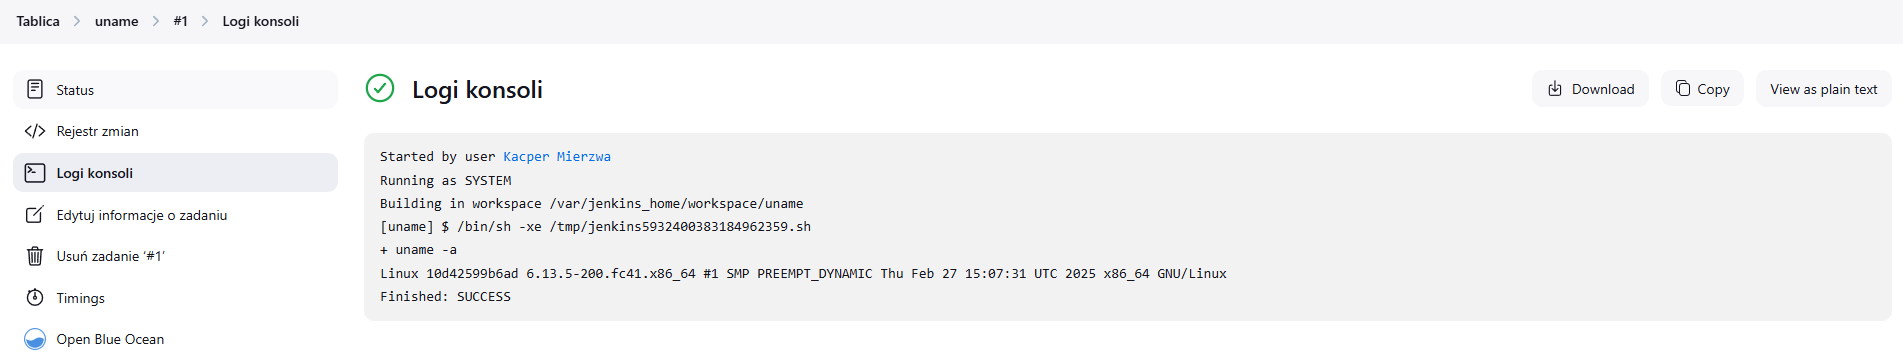 Tablica > uname > #1 > Logi konsoli
Status
Rejestr zmian
Logi konsoli
Edytuj informacje o zadaniu
Usuń zadanie ‘#1’
Timings
Open Blue Ocean
Logi konsoli
Download
Copy
View as plain text
Started by user Kacper Mierzwa
Running as SYSTEM
Building in workspace /var/jenkins_home/workspace/uname
[uname] $ /bin/sh -xe /tmp/jenkins5932400383184962359.sh
+ uname -a
Linux 10d42599b6ad 6.13.5-200.fc41.x86_64 #1 SMP PREEMPT_DYNAMIC Thu Feb 27 15:07:31 UTC 2025 x86_64 GNU/Linux
Finished: SUCCESS